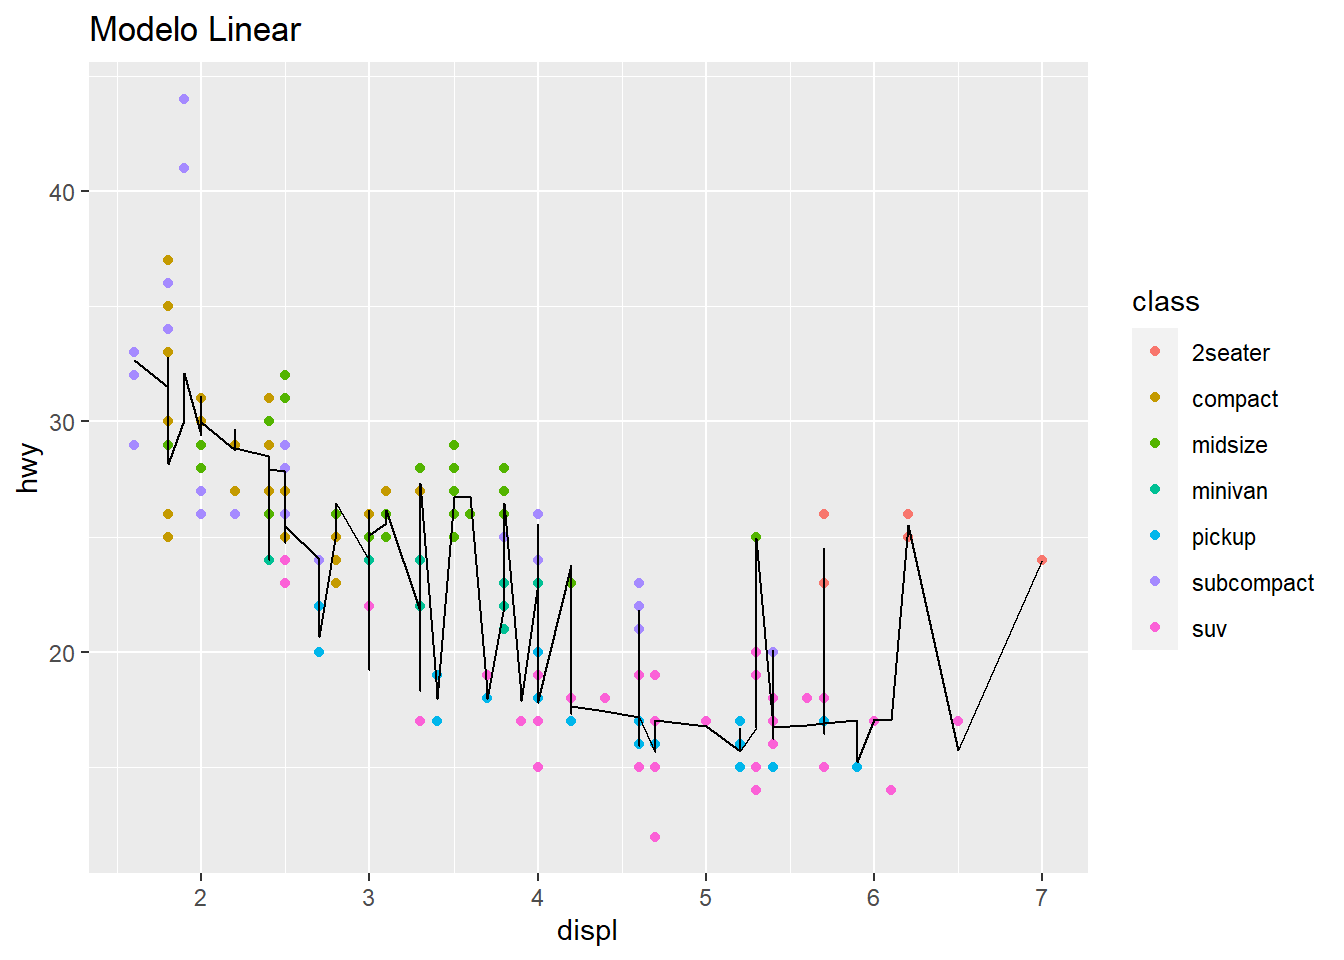 Modelo Linear
hwy
40
30
20
2 3 4 5 6 7
displ
class
2seater
compact
midsize
minivan
pickup
subcompact
suv